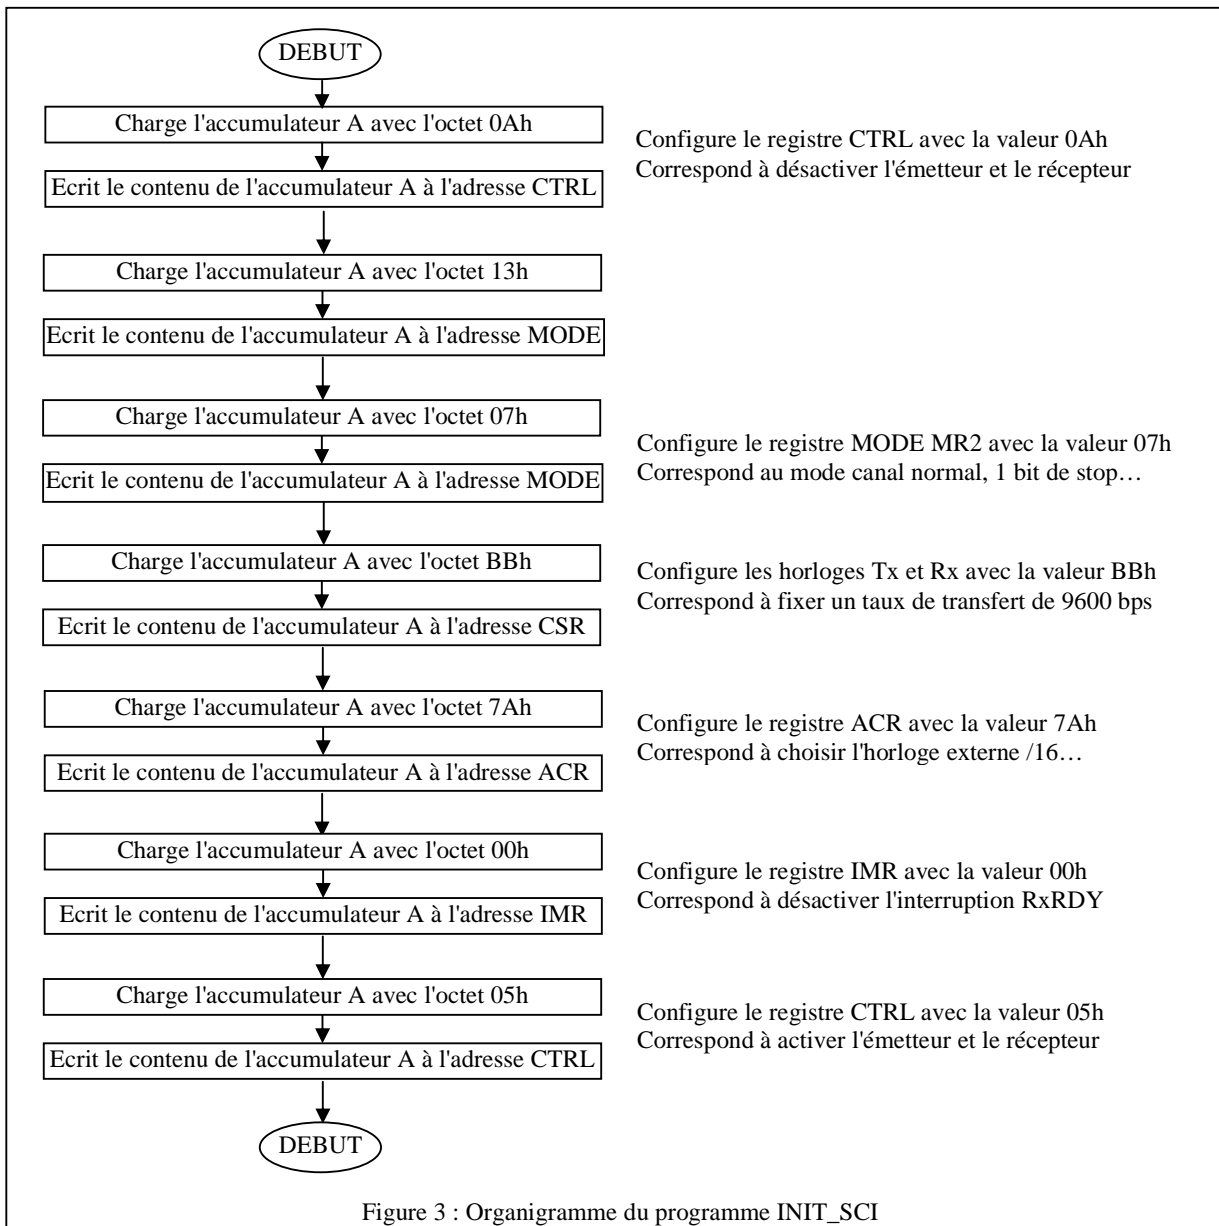 DEBUT
Charge l'accumulateur A avec l'octet 0Ah
Ecrit le contenu de l'accumulateur A à l'adresse CTRL
Configure le registre CTRL avec la valeur 0Ah
Correspond à désactiver l'émetteur et le récepteur
Charge l'accumulateur A avec l'octet 13h
Ecrit le contenu de l'accumulateur A à l'adresse MODE
Charge l'accumulateur A avec l'octet 07h
Ecrit le contenu de l'accumulateur A à l'adresse MODE
Configure le registre MODE MR2 avec la valeur 07h
Correspond au mode canal normal, 1 bit de stop…
Charge l'accumulateur A avec l'octet BBh
Ecrit le contenu de l'accumulateur A à l'adresse CSR
Configure les horloges Tx et Rx avec la valeur BBh
Correspond à fixer un taux de transfert de 9600 bps
Charge l'accumulateur A avec l'octet 7Ah
Ecrit le contenu de l'accumulateur A à l'adresse ACR
Configure le registre ACR avec la valeur 7Ah
Correspond à choisir l'horloge externe /16…
Charge l'accumulateur A avec l'octet 00h
Ecrit le contenu de l'accumulateur A à l'adresse IMR
Configure le registre IMR avec la valeur 00h
Correspond à désactiver l'interruption RxRDY
Charge l'accumulateur A avec l'octet 05h
Ecrit le contenu de l'accumulateur A à l'adresse CTRL
Configure le registre CTRL avec la valeur 05h
Correspond à activer l'émetteur et le récepteur
DEBUT
Figure 3 : Organigramme du programme INIT_SCI